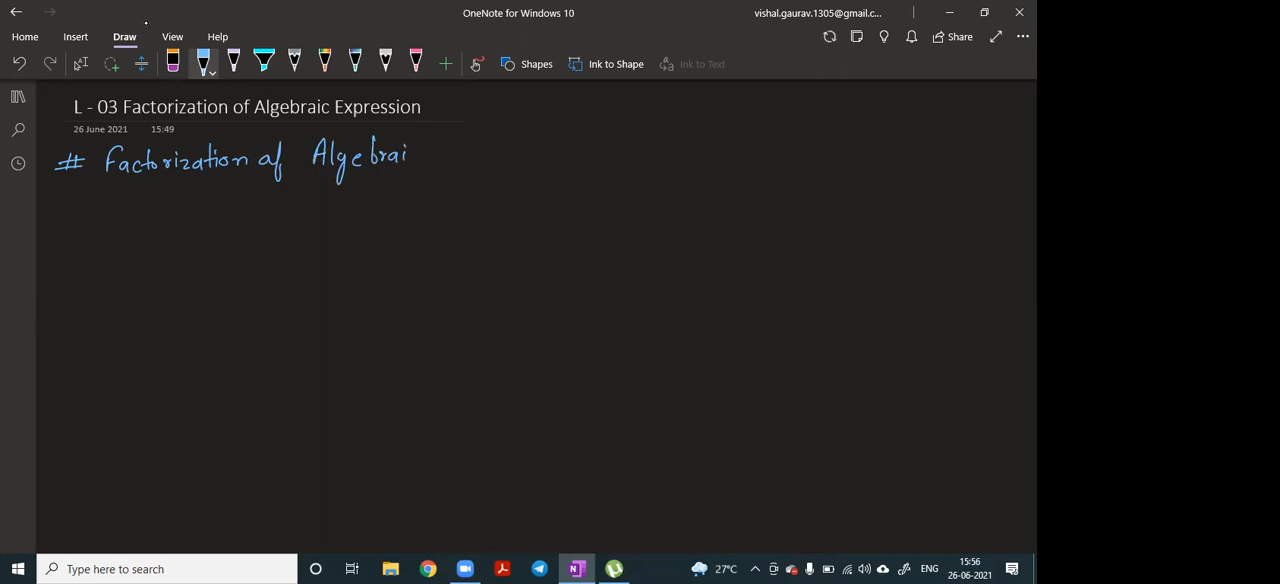 OneNote for Windows 10
vishal.gaurav.1305@gmail.c...
Home Insert Draw View Help
Share
Shapes Ink to Shape Ink to Text
L - 03 Factorization of Algebraic Expression
26 June 2021 15:49
# Factorization of Algebrai
Type here to search
27°C
ENG
15:56
26-06-2021